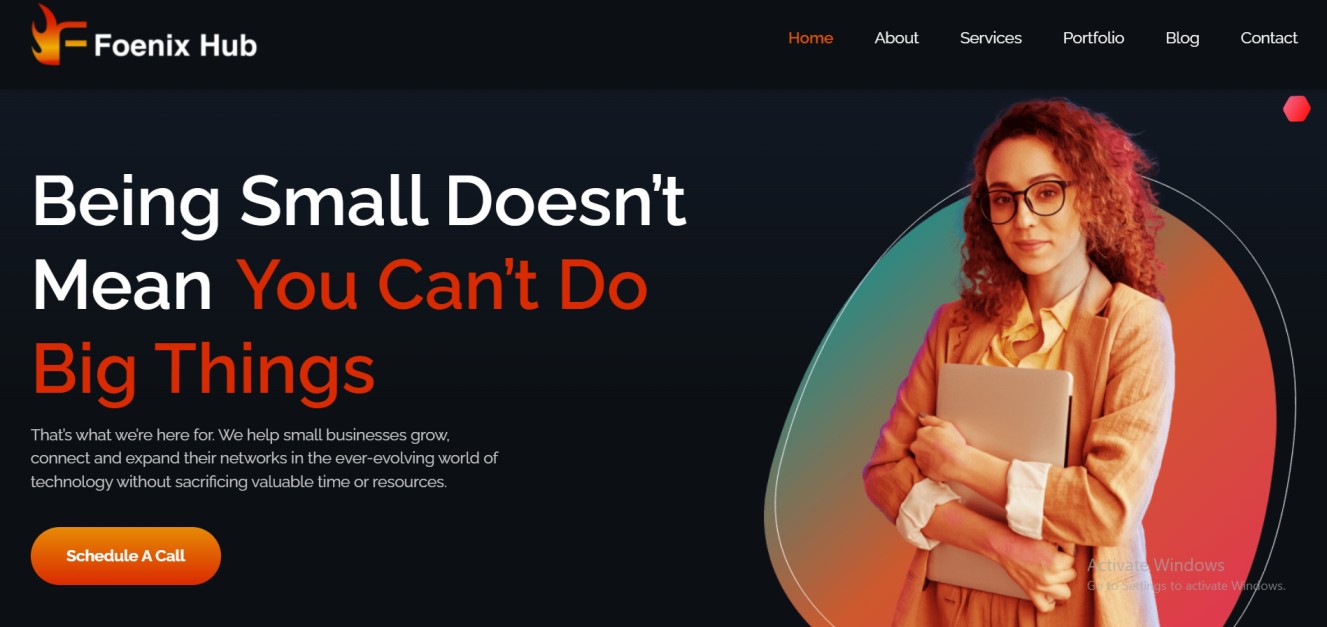 Foenix Hub
Home About Services Portfolio Blog Contact
Being Small Doesn’t
Mean You Can’t Do
Big Things
That’s what we’re here for. We help small businesses grow,
connect and expand their networks in the ever-evolving world of
technology without sacrificing valuable time or resources.
Schedule A Call
Activate Windows
Go to Settings to activate Windows.